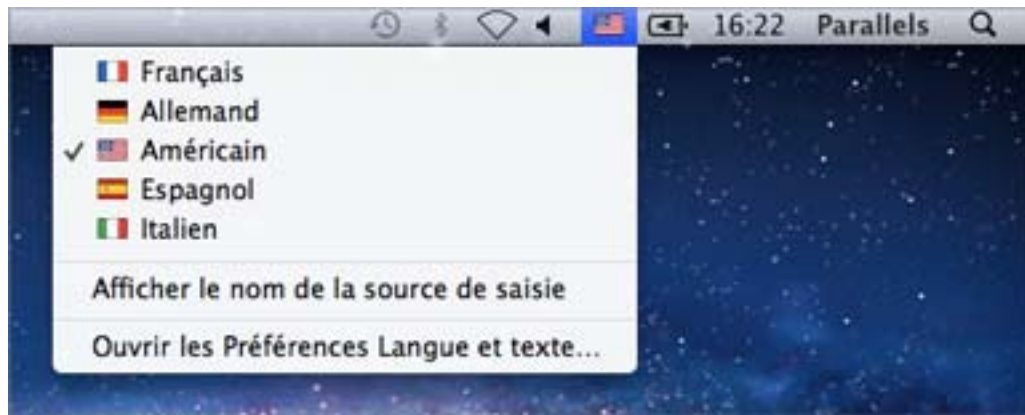 16:22 Parallels
Français
Allemand
Américain
Espagnol
Italien
Afficher le nom de la source de saisie
Ouvrir les Préférences Langue et texte...